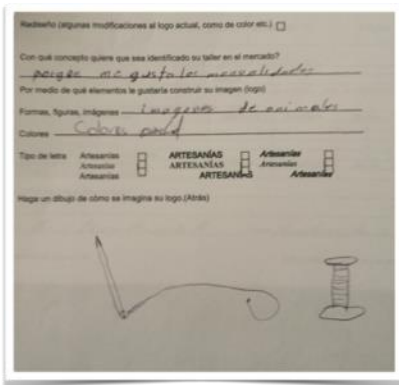 Rediseño (algunas modificaciones al logo actual, como de color etc.)
Con qué concepto quiere que sea identificado su taller en el mercado?
porque me gusta los
Por medio de qué elementos le gustaría construir su imagen (logo)
Formas, figuras, imágenes imagenes de animales
Colores Colores
Tipo de letra Artesanías ARTESANÍAS Artesanías
Artesanías ARTESANÍAS Artesanías
Artesanías ARTESANÍAS Artesanías
Haga un dibujo de cómo se imagina su logo.(Atrás)